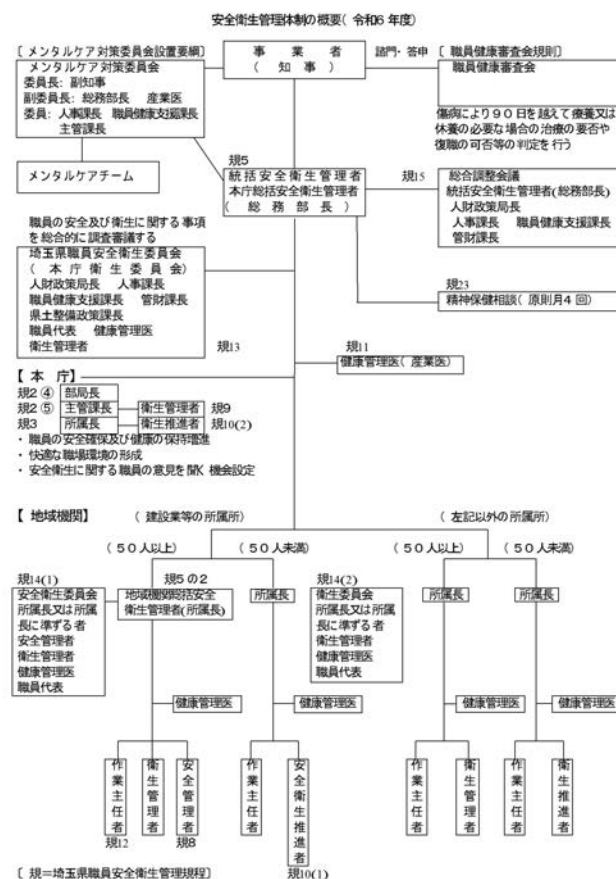 安全衛生管理体制の概要( 令和6 年度)
[ メンタルケア対策委員会設置要綱]
メンタルケア対策委員会
委員長: 副知事
副委員長: 総務部長　産業医
委員: 人事課長　職員健康支援課長
主管課長
メンタルケアチーム
事　業　者
( 知 事 )
諮問・答申
[ 職員健康審査会規則]
職員健康審査会
傷病により９０日を越えて療養又は
休養の必要な場合の治療の要否や
復職の可否等の判定を行う
規5
統括安全衛生管理者
本庁総括安全衛生管理者
( 総 務 部 長 )
規15
総合調整会議
統括安全衛生管理者( 総務部長)
人財政策局長
人事課長　職員健康支援課長
管財課長
規23
精神保健相談( 原則月4 回)
職員の安全及び衛生に関する事項
を総合的に調査審議する
埼玉県職員安全衛生委員会
( 本 庁 衛 生 委 員 会 )
人財政策局長　人事課長
職員健康支援課長　管財課長
県土整備政策課長
職員代表　健康管理医
衛生管理者
規13
規11
健康管理医( 産業医)
【 本　庁】
規2 ④ 部局長
規2 ⑤ 主管課長 衛生管理者 規9
規3 所属長 衛生推進者 規10(2)
・ 職員の安全確保及び健康の保持増進
・ 快適な職場環境の形成
・ 安全衛生に関する職員の意見を聞く 機会設定
【 地域機関】
( 建設業等の所属所)
( 左記以外の所属所)
( ５０人以上)
( ５０人未満)
( ５０人以上)
( ５０人未満)
規14(1)
安全衛生委員会
所属長又は所属
長に準ずる者
安全管理者
衛生管理者
健康管理医
職員代表
規5 の2
地域機関総括安全
衛生管理者(所属長)
所属長
規14(2)
衛生委員会
所属長又は所属
長に準ずる者
衛生管理者
健康管理医
職員代表
所属長
所属長
健康管理医
健康管理医
健康管理医
健康管理医
作業主任者
規12
衛生管理者
安全管理者
規8
作業主任者
安全衛生推進者
規10(1)
作業主任者
衛生管理者
作業主任者
衛生推進者
[ 規＝埼玉県職員安全衛生管理規程]